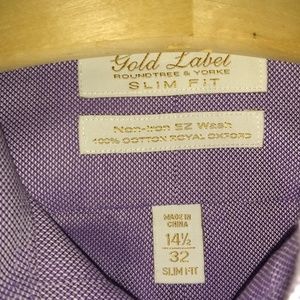 Gold Label
ROUNDTREE & YORKE
SLIM FIT
Non-Iron EZ Wash
100% COTTON ROYAL OXFORD
MADE IN
CHINA
14½
32
SLIM FIT